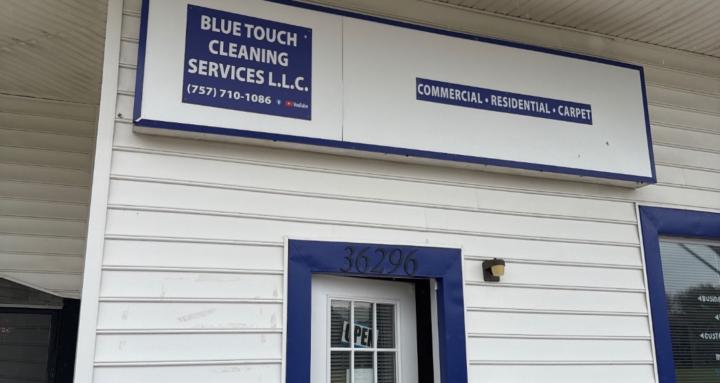 BLUE TOUCH
CLEANING
SERVICES L.L.C.
(757) 710-1086 YouTube
COMMERCIAL • RESIDENTIAL • CARPET
36296
OPEN